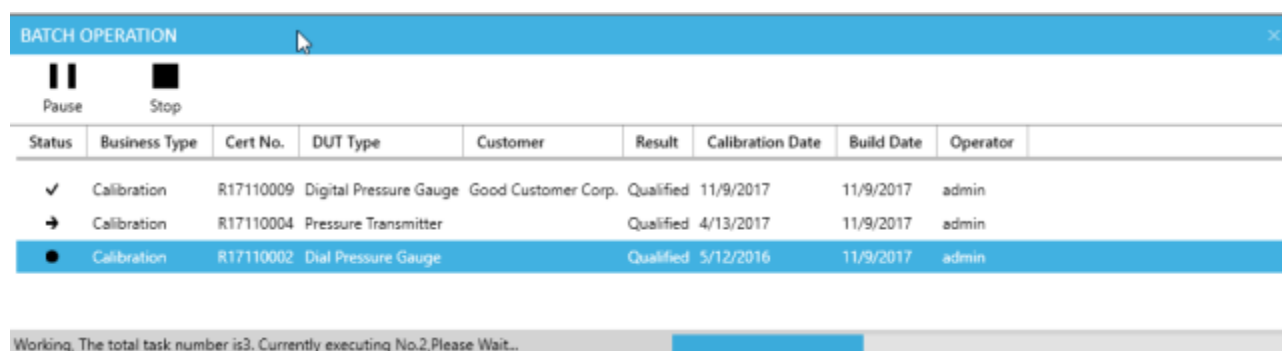 BATCH OPERATION
Pause Stop
Status Business Type Cert No. DUT Type Customer Result Calibration Date Build Date Operator
Calibration R17110009 Digital Pressure Gauge Good Customer Corp. Qualified 11/9/2017 11/9/2017 admin
Calibration R17110004 Pressure Transmitter Qualified 4/13/2017 11/9/2017 admin
Calibration R17110002 Dial Pressure Gauge Qualified 5/12/2016 11/9/2017 admin
Working, The total task number is3. Currently executing No.2,Please Wait...